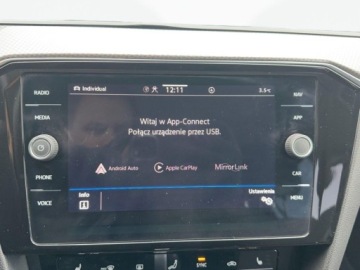 Individual 12:11 5.5°C
RADIO
NAV
Witaj w App-Connect
Połącz urządzenie przez USB.
MEDIA
APP
Android Auto Apple CarPlay MirrorLink
PHONE
CAR
Info Ustawienia
VOICE
MENU
SYNC